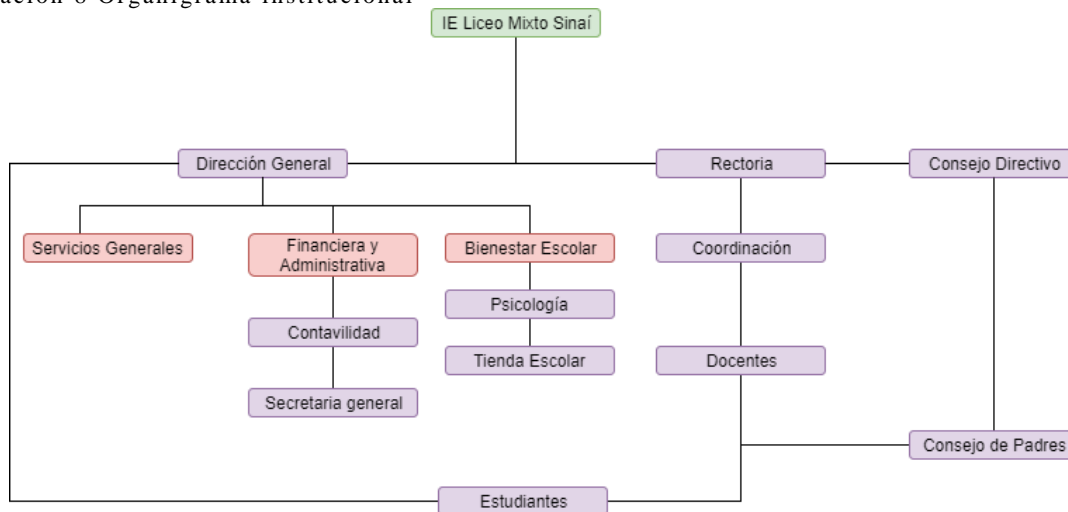 ación o Organigrama Institucional
IE Liceo Mixto Sinaí
Dirección General
Rectoria
Consejo Directivo
Servicios Generales
Financiera y
Administrativa
Bienestar Escolar
Coordinación
Psicología
Contavilidad
Tienda Escolar
Docentes
Secretaria general
Consejo de Padres
Estudiantes